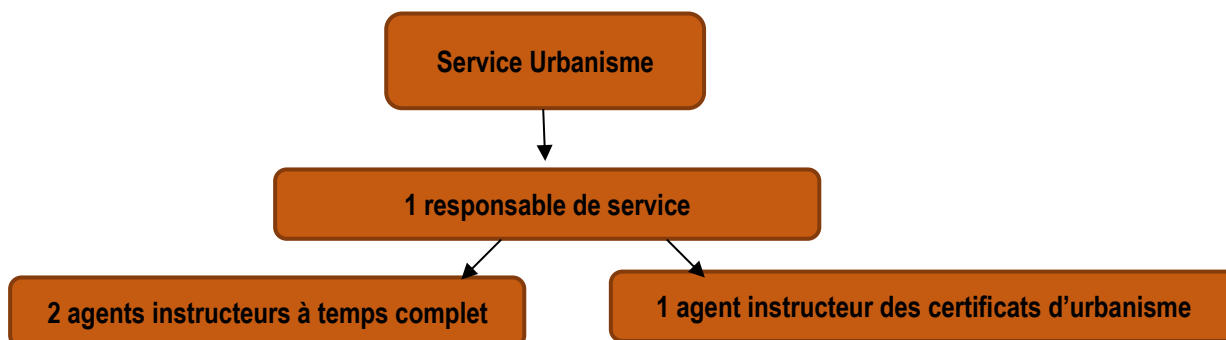 Service Urbanisme
1 responsable de service
2 agents instructeurs à temps complet
1 agent instructeur des certificats d’urbanisme